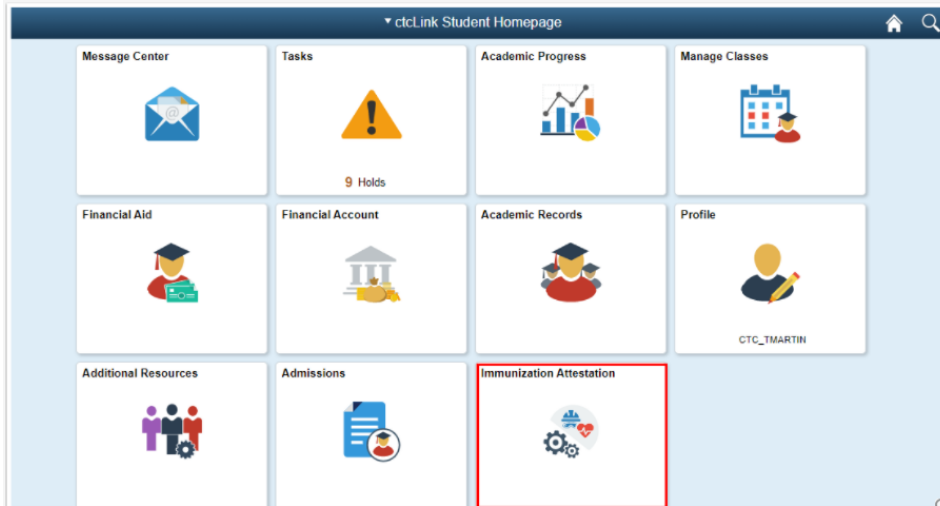 ▾ ctcLink Student Homepage
Message Center
Tasks
Academic Progress
Manage Classes
9 Holds
Financial Aid
Financial Account
Academic Records
Profile
CTC_TMARTIN
Additional Resources
Admissions
Immunization Attestation